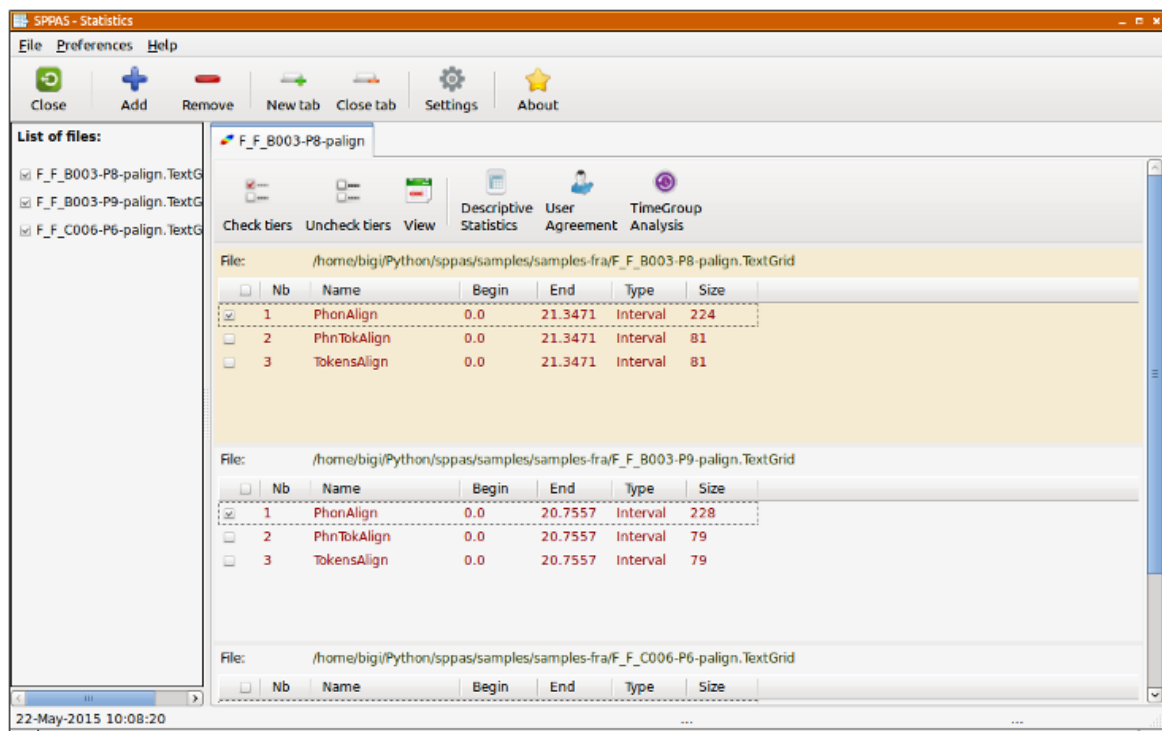 SPPAS - Statistics
File Preferences Help
Close Add Remove New tab Close tab Settings About
List of files:
F_F_B003-P8-palign.TextG
F_F_B003-P9-palign.TextG
F_F_C006-P6-palign.TextG
F_F_B003-P8-palign
Check tiers Uncheck tiers View Descriptive Statistics User Agreement TimeGroup Analysis
File: /home/bigi/Python/sppas/samples/samples-fra/F_F_B003-P8-palign.TextGrid
Nb Name Begin End Type Size
1 PhonAlign 0.0 21.3471 Interval 224
2 PhnTokAlign 0.0 21.3471 Interval 81
3 TokensAlign 0.0 21.3471 Interval 81
File: /home/bigi/Python/sppas/samples/samples-fra/F_F_B003-P9-palign.TextGrid
Nb Name Begin End Type Size
1 PhonAlign 0.0 20.7557 Interval 228
2 PhnTokAlign 0.0 20.7557 Interval 79
3 TokensAlign 0.0 20.7557 Interval 79
File: /home/bigi/Python/sppas/samples/samples-fra/F_F_C006-P6-palign.TextGrid
Nb Name Begin End Type Size
22-May-2015 10:08:20 ... ...